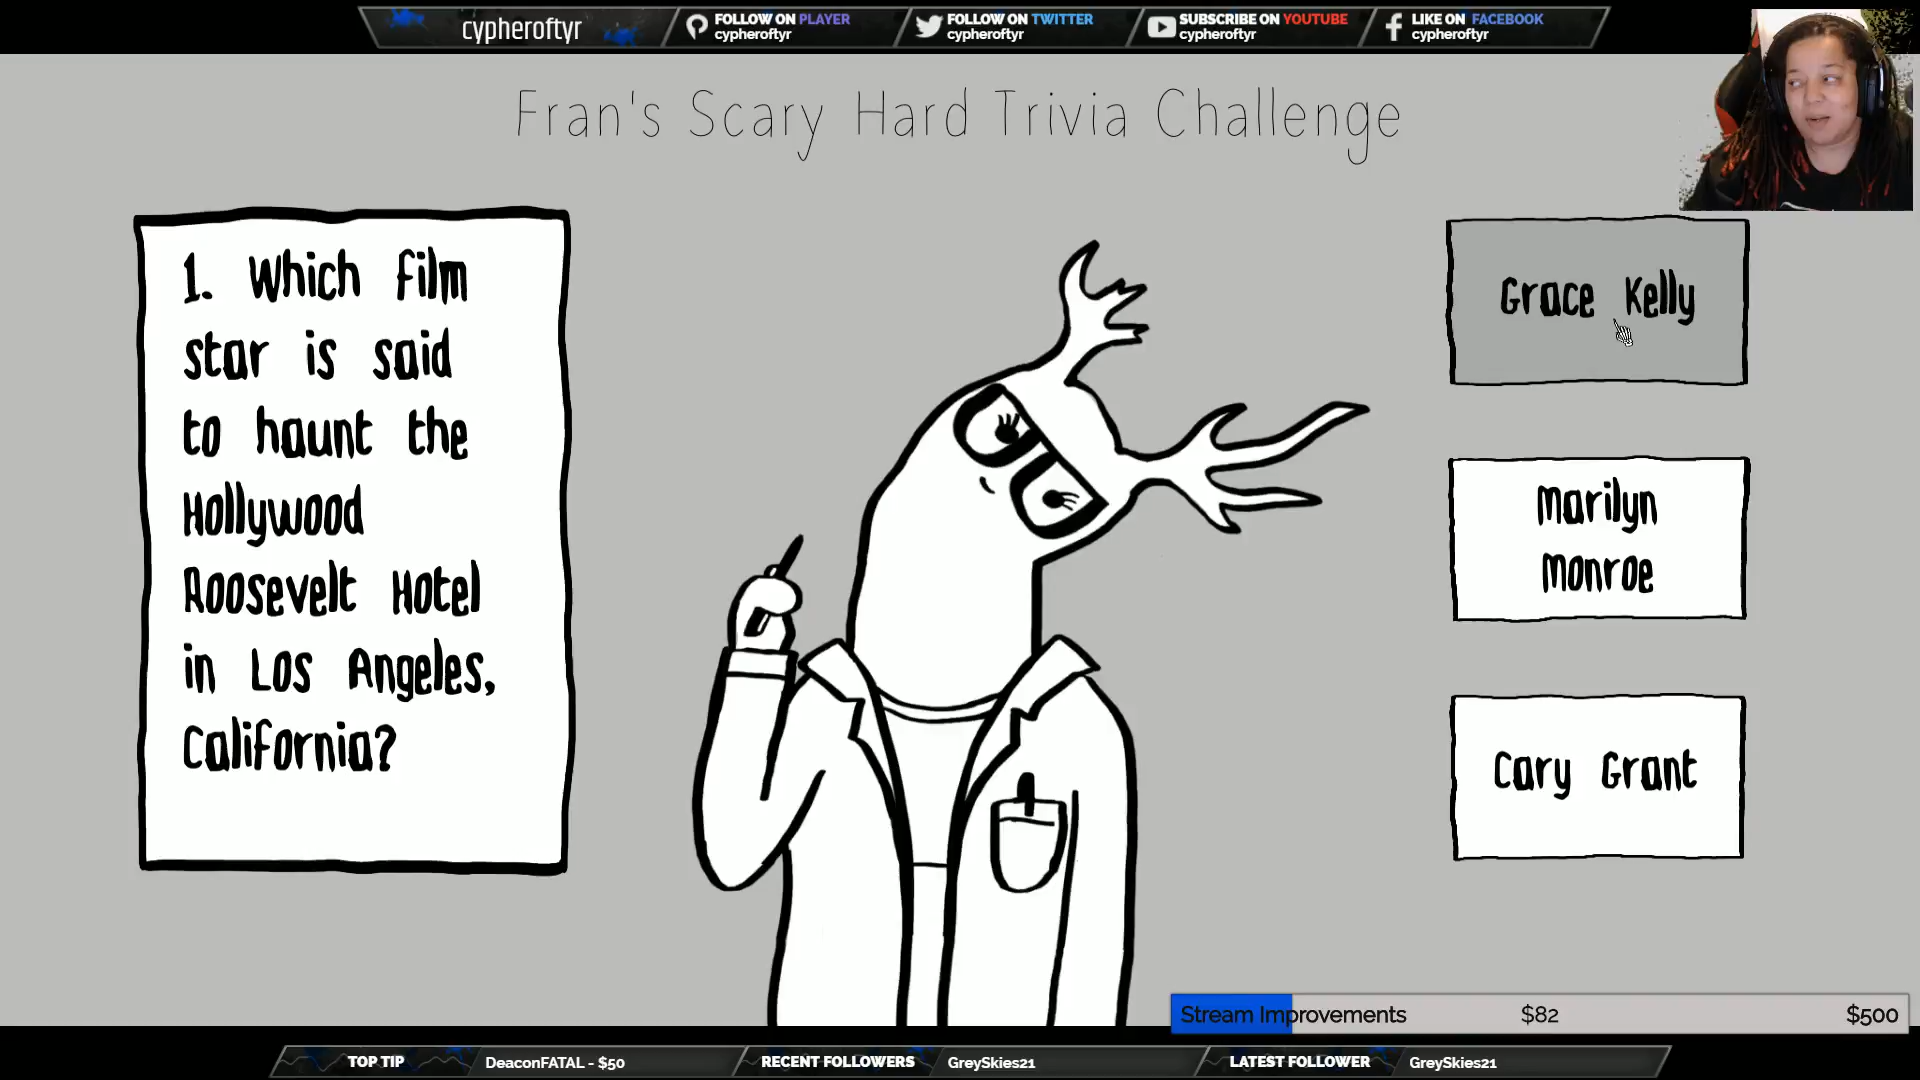 cypheroftyr
FOLLOW ON PLAYER
cypheroftyr
FOLLOW ON TWITTER
cypheroftyr
SUBSCRIBE ON YOUTUBE
cypheroftyr
LIKE ON FACEBOOK
cypheroftyr
Fran's Scary Hard Trivia Challenge
1. Which film
star is said
to haunt the
Hollywood
Roosevelt Hotel
in Los Angeles,
California?
Grace Kelly
Marilyn
Monroe
Cary Grant
Stream Improvements $82 $500
TOP TIP DeaconFATAL - $50 RECENT FOLLOWERS GreySkies21 LATEST FOLLOWER GreySkies21